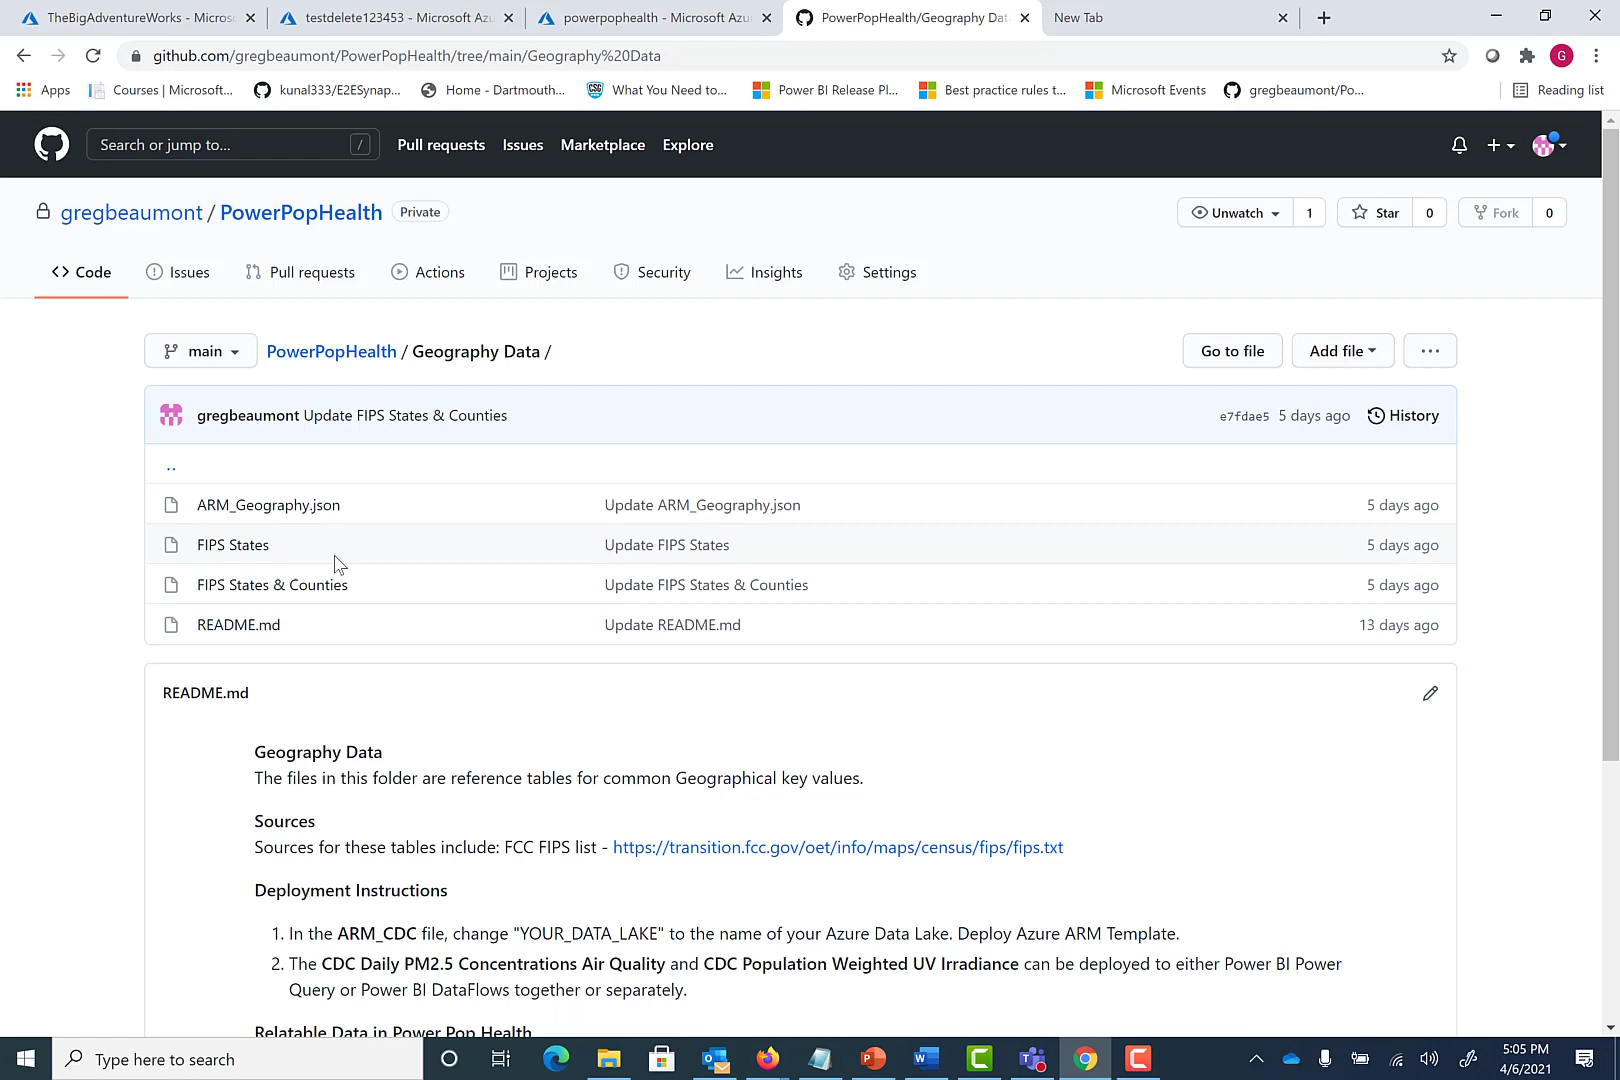 TheBigAdventureWorks - Micros
testdelete123453 - Microsoft Az
powerpophealth - Microsoft Azu
PowerPopHealth/Geography Dat
New Tab
github.com/gregbeaumont/PowerPopHealth/tree/main/Geography%20Data
G
Apps
Courses | Microsoft...
kunal333/E2ESynap...
Home - Dartmouth...
CSG
What You Need to...
Power BI Release Pl...
Best practice rules t...
Microsoft Events
gregbeaumont/Po...
Reading list
Search or jump to...
/
Pull requests
Issues
Marketplace
Explore
gregbeaumont / PowerPopHealth
Private
Unwatch
1
Star
0
Fork
0
Code
Issues
Pull requests
Actions
Projects
Security
Insights
Settings
main
PowerPopHealth / Geography Data /
Go to file
Add file
...
gregbeaumont Update FIPS States & Counties
e7fdae5 5 days ago
History
..
ARM_Geography.json
Update ARM_Geography.json
5 days ago
FIPS States
Update FIPS States
5 days ago
FIPS States & Counties
Update FIPS States & Counties
5 days ago
README.md
Update README.md
13 days ago
README.md
Geography Data
The files in this folder are reference tables for common Geographical key values.
Sources
Sources for these tables include: FCC FIPS list - https://transition.fcc.gov/oet/info/maps/census/fips/fips.txt
Deployment Instructions
1. In the ARM_CDC file, change "YOUR_DATA_LAKE" to the name of your Azure Data Lake. Deploy Azure ARM Template.
2. The CDC Daily PM2.5 Concentrations Air Quality and CDC Population Weighted UV Irradiance can be deployed to either Power BI Power
Query or Power BI DataFlows together or separately.
Relatable Data in Power Pop Health
Type here to search
5:05 PM
4/6/2021